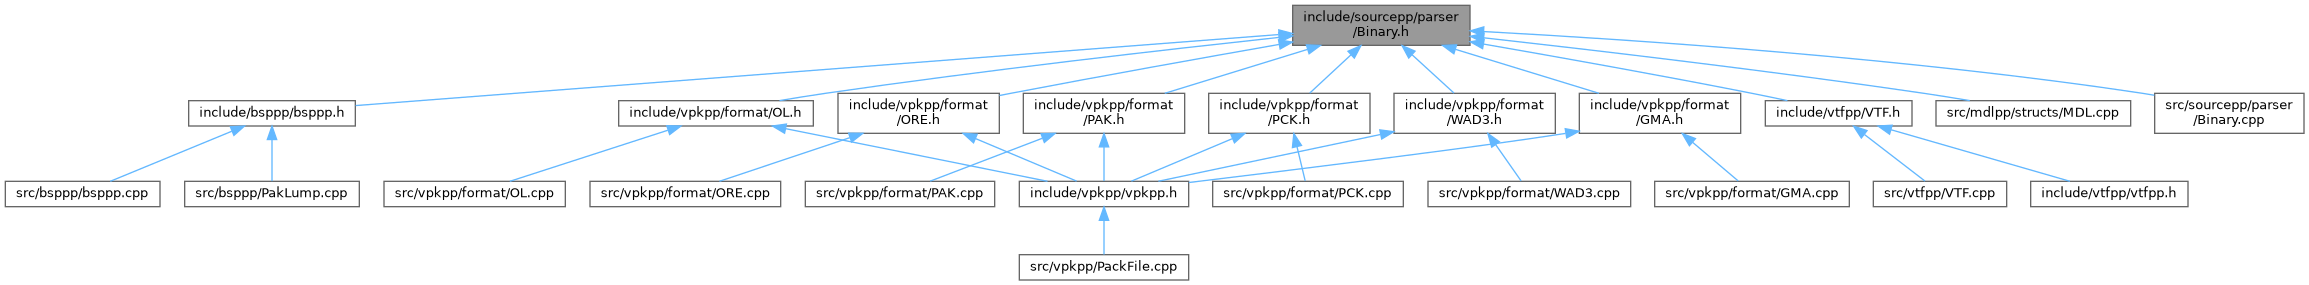 include/sourcepp/parser
/Binary.h
include/bsppp/bsppp.h
include/vpkpp/format/OL.h
include/vpkpp/format
/ORE.h
include/vpkpp/format
/PAK.h
include/vpkpp/format
/PCK.h
include/vpkpp/format
/WAD3.h
include/vpkpp/format
/GMA.h
include/vtfpp/VTF.h
src/mdlpp/structs/MDL.cpp
src/sourcepp/parser
/Binary.cpp
src/bsppp/bsppp.cpp
src/bsppp/PakLump.cpp
src/vpkpp/format/OL.cpp
src/vpkpp/format/ORE.cpp
src/vpkpp/format/PAK.cpp
include/vpkpp/vpkpp.h
src/vpkpp/format/PCK.cpp
src/vpkpp/format/WAD3.cpp
src/vpkpp/format/GMA.cpp
src/vtfpp/VTF.cpp
include/vtfpp/vtfpp.h
src/vpkpp/PackFile.cpp